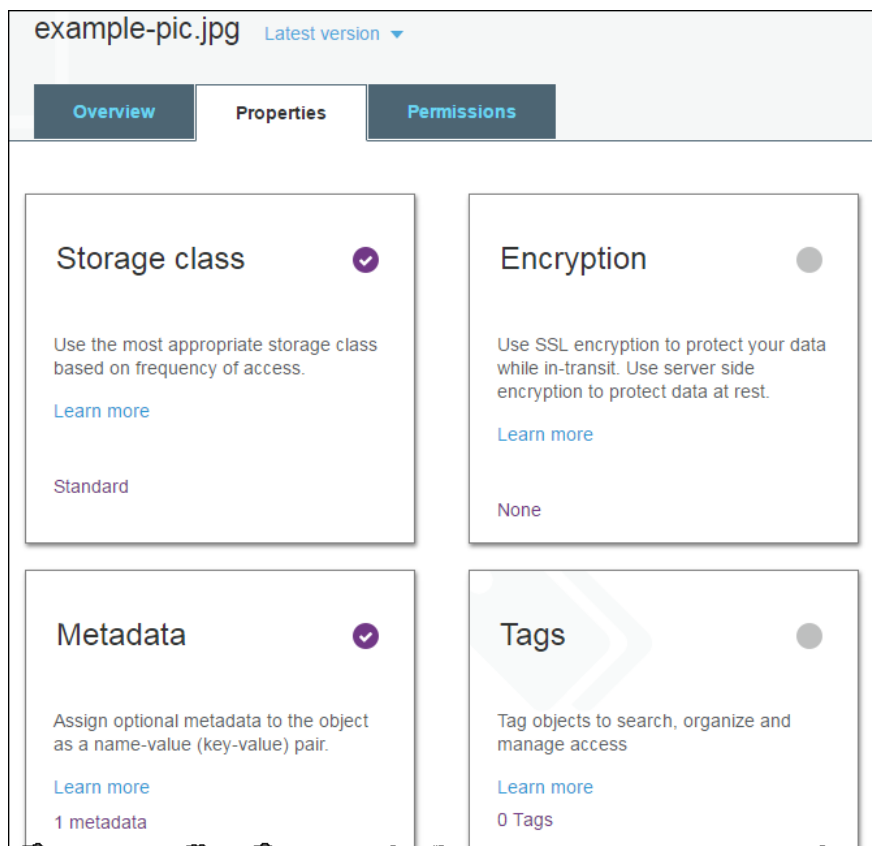 example-pic.jpg Latest version
Overview Properties Permissions
Storage class
Use the most appropriate storage class
based on frequency of access.
Learn more
Standard
Encryption
Use SSL encryption to protect your data
while in-transit. Use server side
encryption to protect data at rest.
Learn more
None
Metadata
Assign optional metadata to the object
as a name-value (key-value) pair.
Learn more
1 metadata
Tags
Tag objects to search, organize and
manage access
Learn more
0 Tags